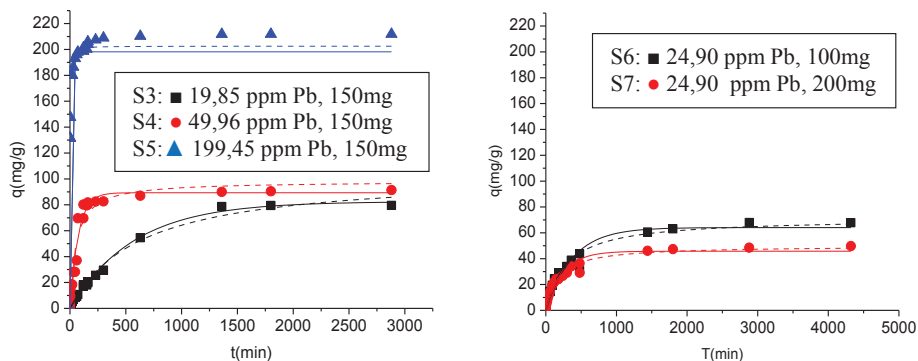 220
200
180
160
140
120
100
80
60
40
20
0
q(mg/g)
0 500 1000 1500 2000 2500 3000
t(min)
S3: 19,85 ppm Pb, 150mg
S4: 49,96 ppm Pb, 150mg
S5: 199,45 ppm Pb, 150mg
220
200
180
160
140
120
100
80
60
40
20
0
q(mg/g)
0 1000 2000 3000 4000 5000
T(min)
S6: 24,90 ppm Pb, 100mg
S7: 24,90 ppm Pb, 200mg